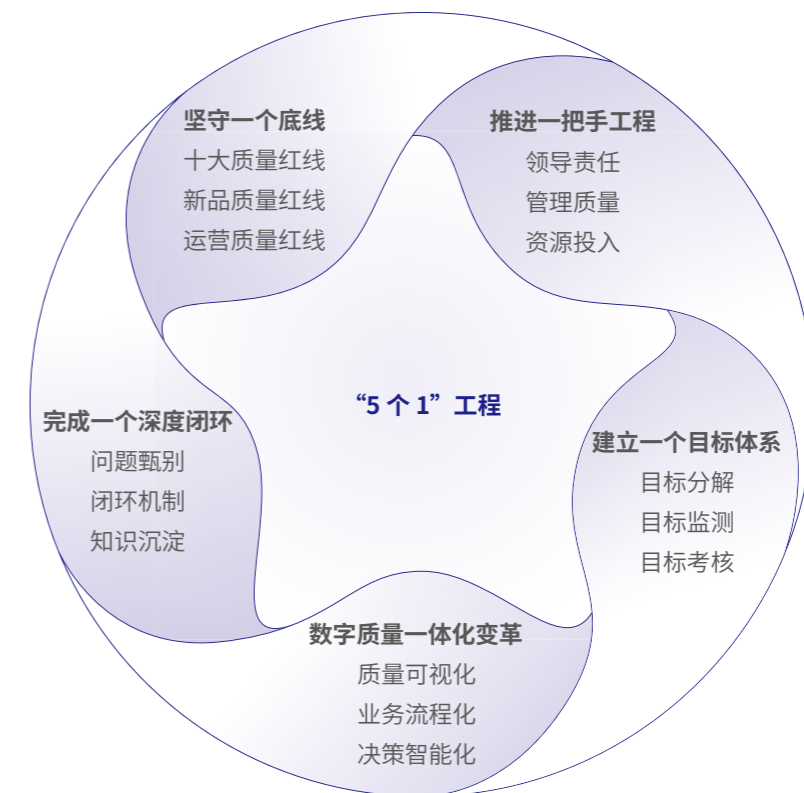 坚守一个底线
十大质量红线
新品质量红线
运营质量红线
推进一把手工程
领导责任
管理质量
资源投入
“5 个 1”工程
完成一个深度闭环
问题甄别
闭环机制
知识沉淀
建立一个目标体系
目标分解
目标监测
目标考核
数字质量一体化变革
质量可视化
业务流程化
决策智能化